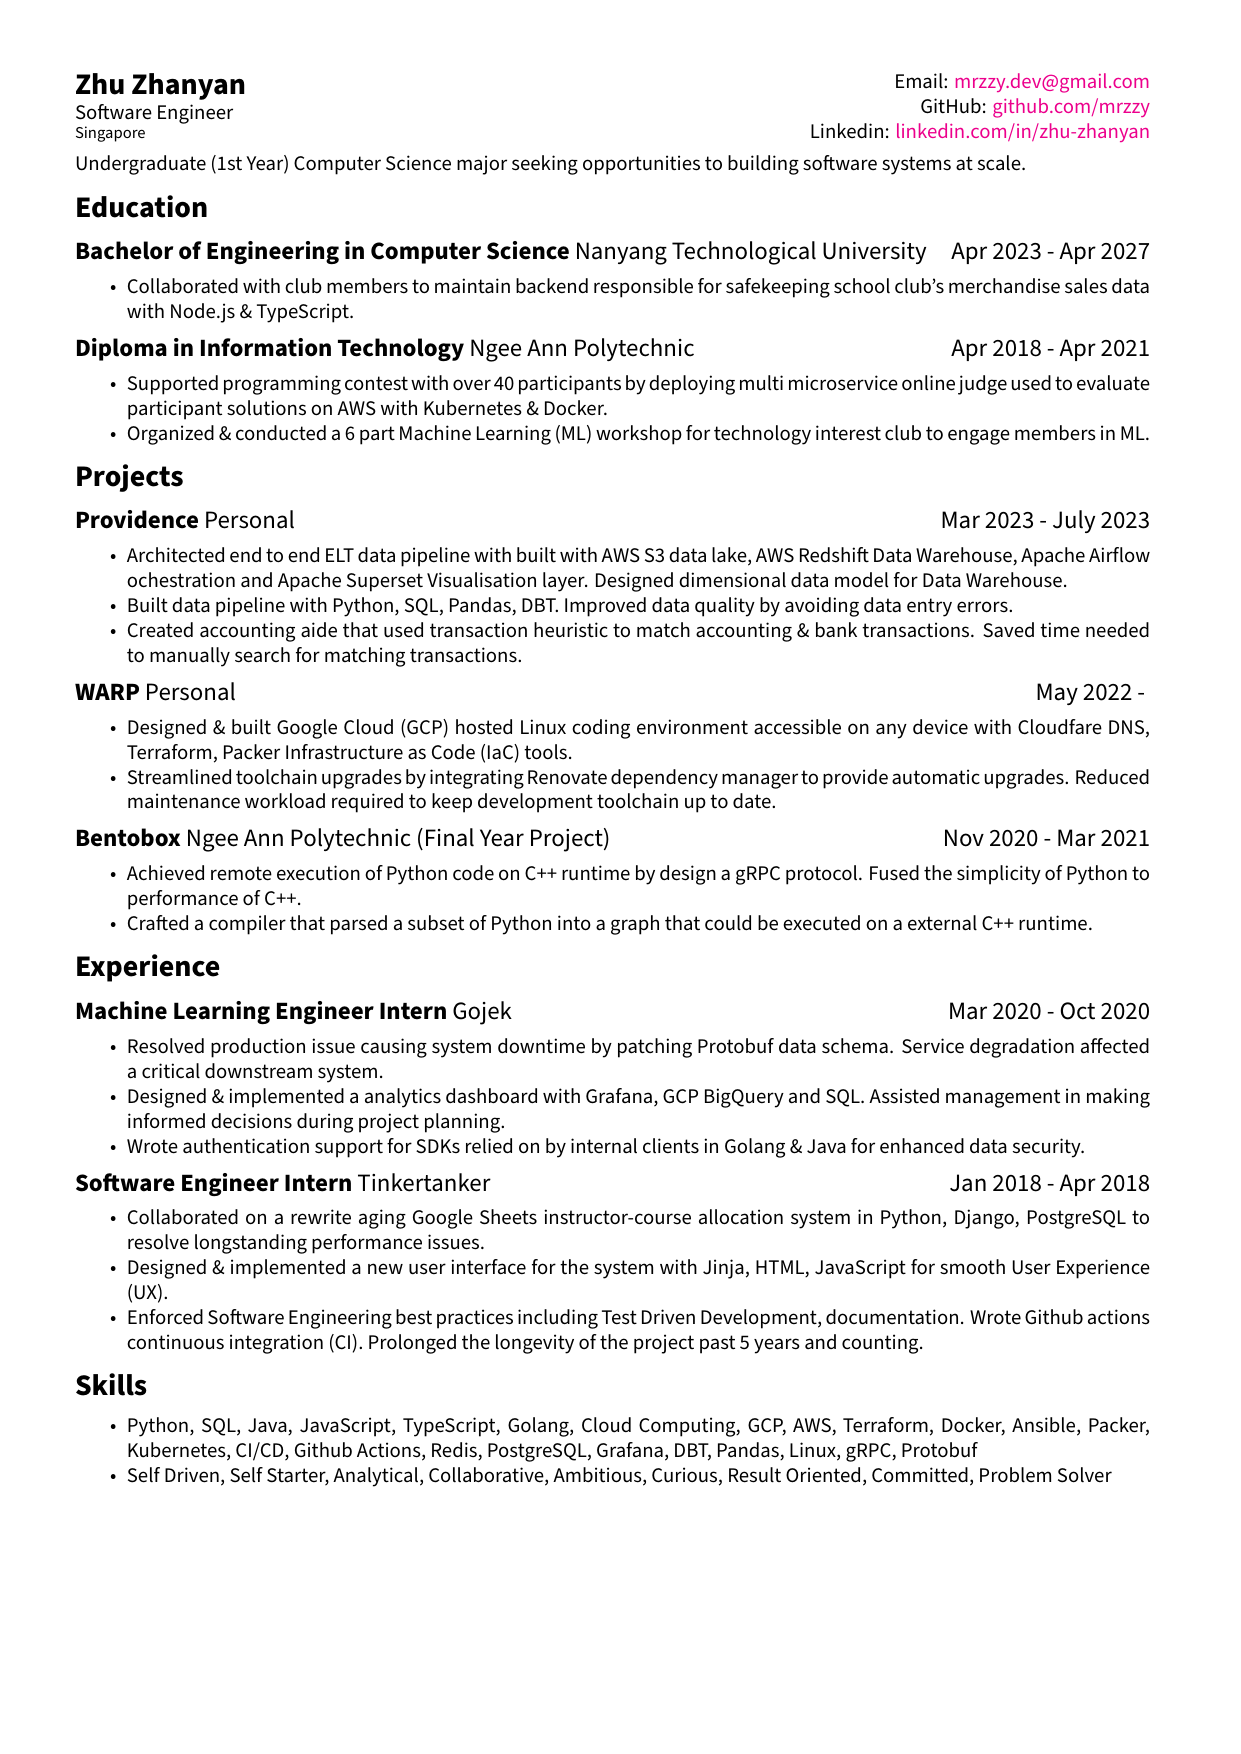 Zhu Zhanyan
Software Engineer
Singapore
Email: mrzzy.dev@gmail.com
GitHub: github.com/mrzzy
Linkedin: linkedin.com/in/zhu-zhanyan
Undergraduate (1st Year) Computer Science major seeking opportunities to building software systems at scale.
Education
Bachelor of Engineering in Computer Science Nanyang Technological University Apr 2023 - Apr 2027
• Collaborated with club members to maintain backend responsible for safekeeping school club’s merchandise sales data
with Node.js & TypeScript.
Diploma in Information Technology Ngee Ann Polytechnic Apr 2018 - Apr 2021
• Supported programming contest with over 40 participants by deploying multi microservice online judge used to evaluate
participant solutions on AWS with Kubernetes & Docker.
• Organized & conducted a 6 part Machine Learning (ML) workshop for technology interest club to engage members in ML.
Projects
Providence Personal Mar 2023 - July 2023
• Architected end to end ELT data pipeline with built with AWS S3 data lake, AWS Redshift Data Warehouse, Apache Airflow
ochestration and Apache Superset Visualisation layer. Designed dimensional data model for Data Warehouse.
• Built data pipeline with Python, SQL, Pandas, DBT. Improved data quality by avoiding data entry errors.
• Created accounting aide that used transaction heuristic to match accounting & bank transactions. Saved time needed
to manually search for matching transactions.
WARP Personal May 2022 -
• Designed & built Google Cloud (GCP) hosted Linux coding environment accessible on any device with Cloudfare DNS,
Terraform, Packer Infrastructure as Code (IaC) tools.
• Streamlined toolchain upgrades by integrating Renovate dependency manager to provide automatic upgrades. Reduced
maintenance workload required to keep development toolchain up to date.
Bentobox Ngee Ann Polytechnic (Final Year Project) Nov 2020 - Mar 2021
• Achieved remote execution of Python code on C++ runtime by design a gRPC protocol. Fused the simplicity of Python to
performance of C++.
• Crafted a compiler that parsed a subset of Python into a graph that could be executed on a external C++ runtime.
Experience
Machine Learning Engineer Intern Gojek Mar 2020 - Oct 2020
• Resolved production issue causing system downtime by patching Protobuf data schema. Service degradation affected
a critical downstream system.
• Designed & implemented a analytics dashboard with Grafana, GCP BigQuery and SQL. Assisted management in making
informed decisions during project planning.
• Wrote authentication support for SDKs relied on by internal clients in Golang & Java for enhanced data security.
Software Engineer Intern Tinkertanker Jan 2018 - Apr 2018
• Collaborated on a rewrite aging Google Sheets instructor-course allocation system in Python, Django, PostgreSQL to
resolve longstanding performance issues.
• Designed & implemented a new user interface for the system with Jinja, HTML, JavaScript for smooth User Experience
(UX).
• Enforced Software Engineering best practices including Test Driven Development, documentation. Wrote Github actions
continuous integration (CI). Prolonged the longevity of the project past 5 years and counting.
Skills
• Python, SQL, Java, JavaScript, TypeScript, Golang, Cloud Computing, GCP, AWS, Terraform, Docker, Ansible, Packer,
Kubernetes, CI/CD, Github Actions, Redis, PostgreSQL, Grafana, DBT, Pandas, Linux, gRPC, Protobuf
• Self Driven, Self Starter, Analytical, Collaborative, Ambitious, Curious, Result Oriented, Committed, Problem Solver